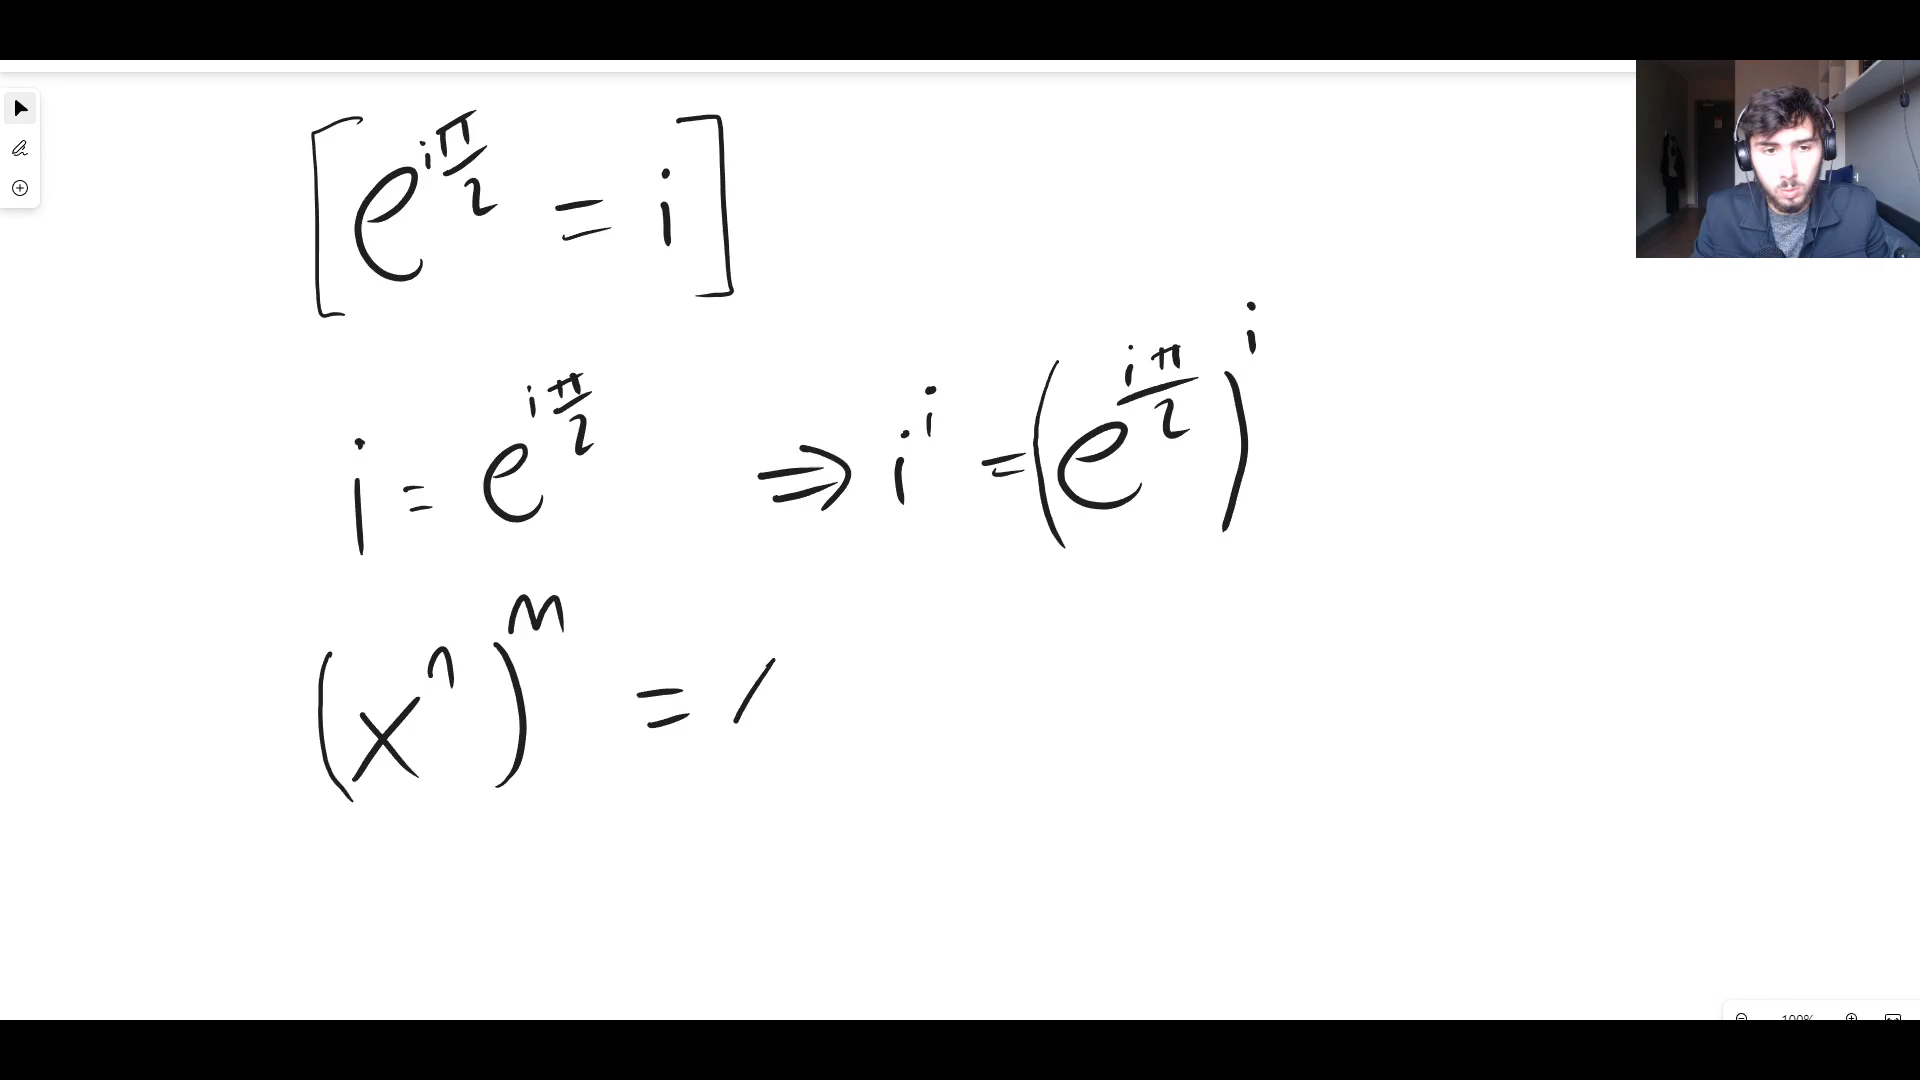 [e^{iπ/2} = i]
i = e^{iπ/2} ⇒ i^i = (e^{iπ/2})^i
(x^n)^m = /